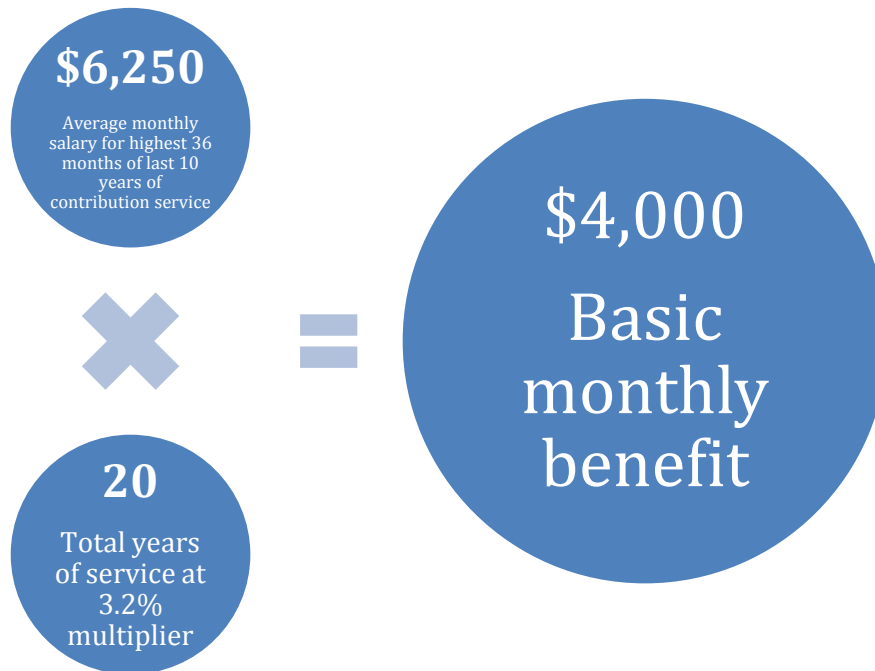 $6,250
Average monthly
salary for highest 36
months of last 10
years of
contribution service
20
Total years
of service at
3.2%
multiplier
$4,000
Basic
monthly
benefit